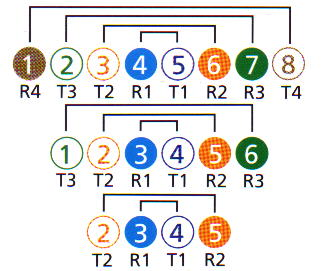 1 2 3 4 5 6 7 8
R4 T3 T2 R1 T1 R2 R3 T4
1 2 3 4 5 6
T3 T2 R1 T1 R2 R3
2 3 4 5
T2 R1 T1 R2